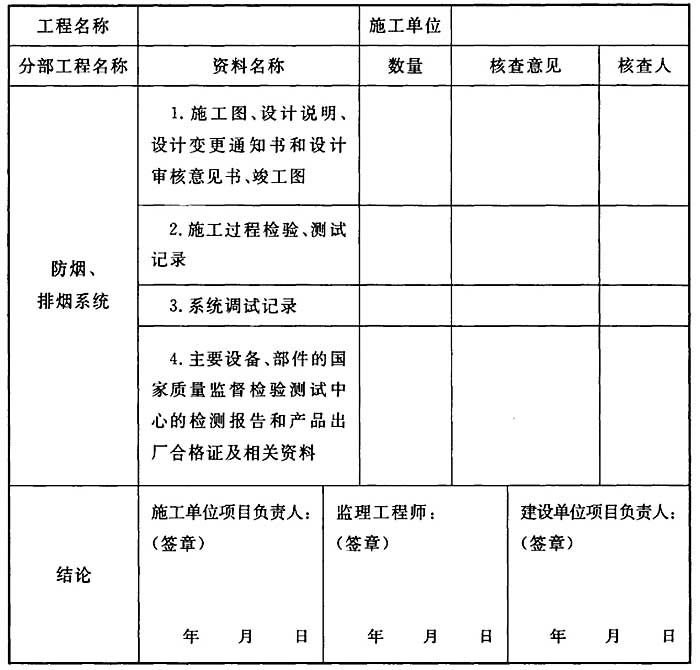 工程名称 施工单位
分部工程名称 资料名称 数量 核查意见 核查人
防烟、
排烟系统
1.施工图、设计说明、
设计变更通知书和设计
审核意见书、竣工图
2.施工过程检验、测试
记录
3.系统调试记录
4.主要设备、部件的国
家质量监督检验测试中
心的检测报告和产品出
厂合格证及相关资料
结论
施工单位项目负责人：
（签章）
年 月 日
监理工程师：
（签章）
年 月 日
建设单位项目负责人：
（签章）
年 月 日